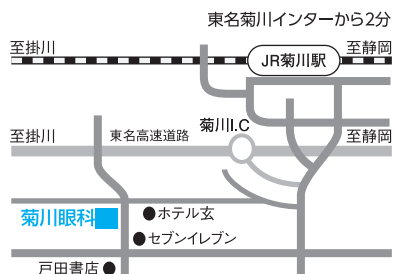 東名菊川インターから2分
至掛川
JR菊川駅
至静岡
菊川I.C
至掛川
東名高速道路
至静岡
菊川眼科
ホテル玄
セブンイレブン
戸田書店